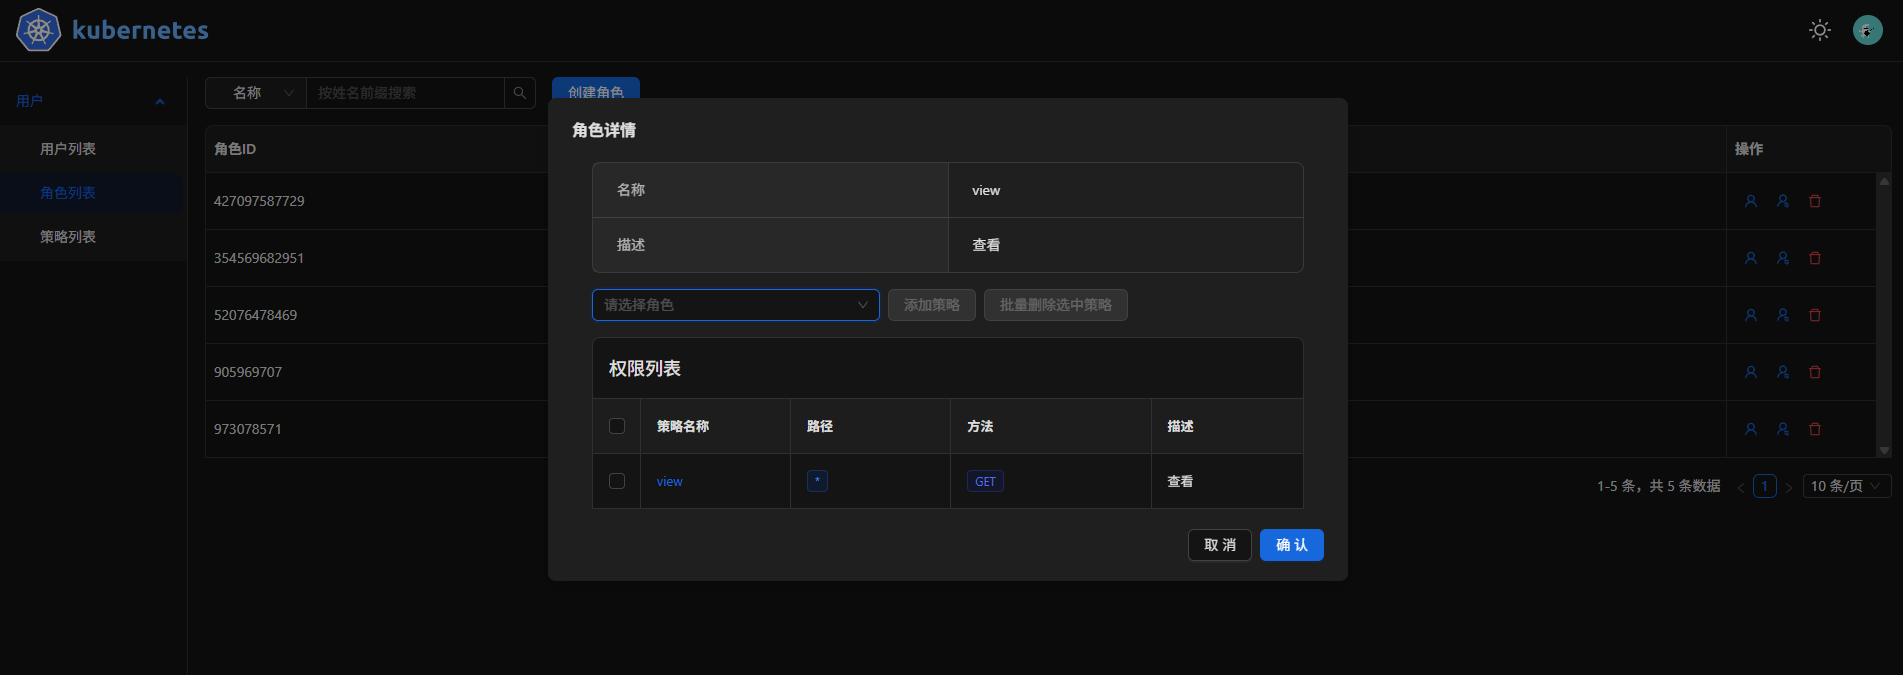 kubernetes
用户
用户列表
角色列表
策略列表
名称
按姓名前缀搜索
创建角色
角色ID
操作
427097587729
354569682951
52076478469
905969707
973078571
1-5 条，共 5 条数据
1
10 条/页
角色详情
名称 view
描述 查看
请选择角色
添加策略
批量删除选中策略
权限列表
策略名称 路径 方法 描述
view * GET 查看
取 消
确 认